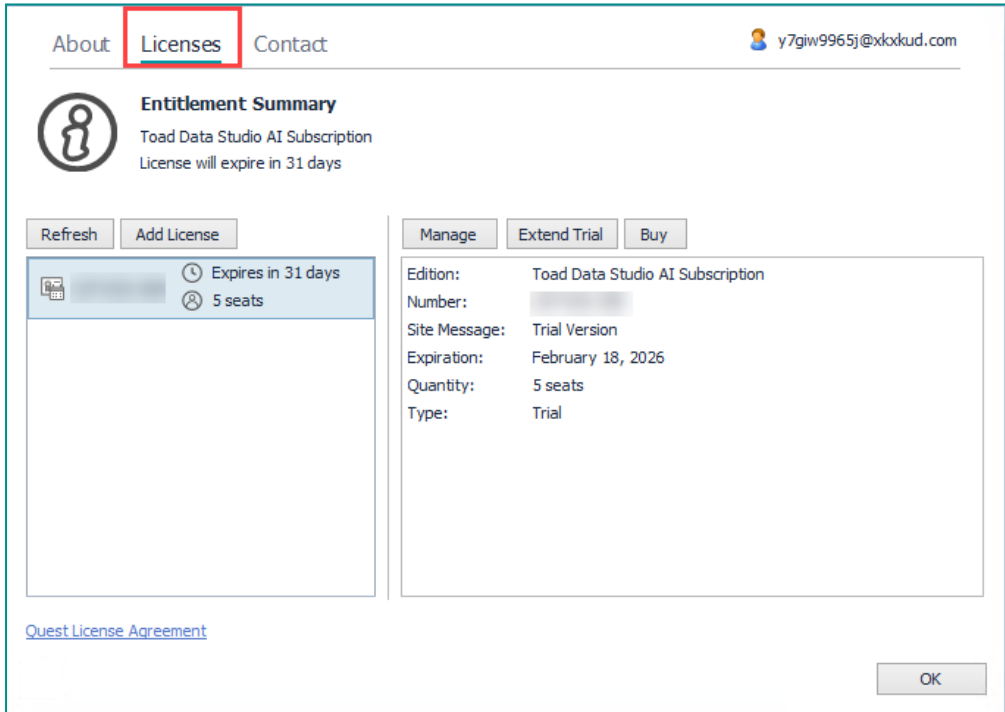 About Licenses Contact
y7giw9965j@xkxkud.com
Entitlement Summary
Toad Data Studio AI Subscription
License will expire in 31 days
Refresh Add License
Expires in 31 days
5 seats
Manage Extend Trial Buy
Edition: Toad Data Studio AI Subscription
Number:
Site Message: Trial Version
Expiration: February 18, 2026
Quantity: 5 seats
Type: Trial
Quest License Agreement
OK